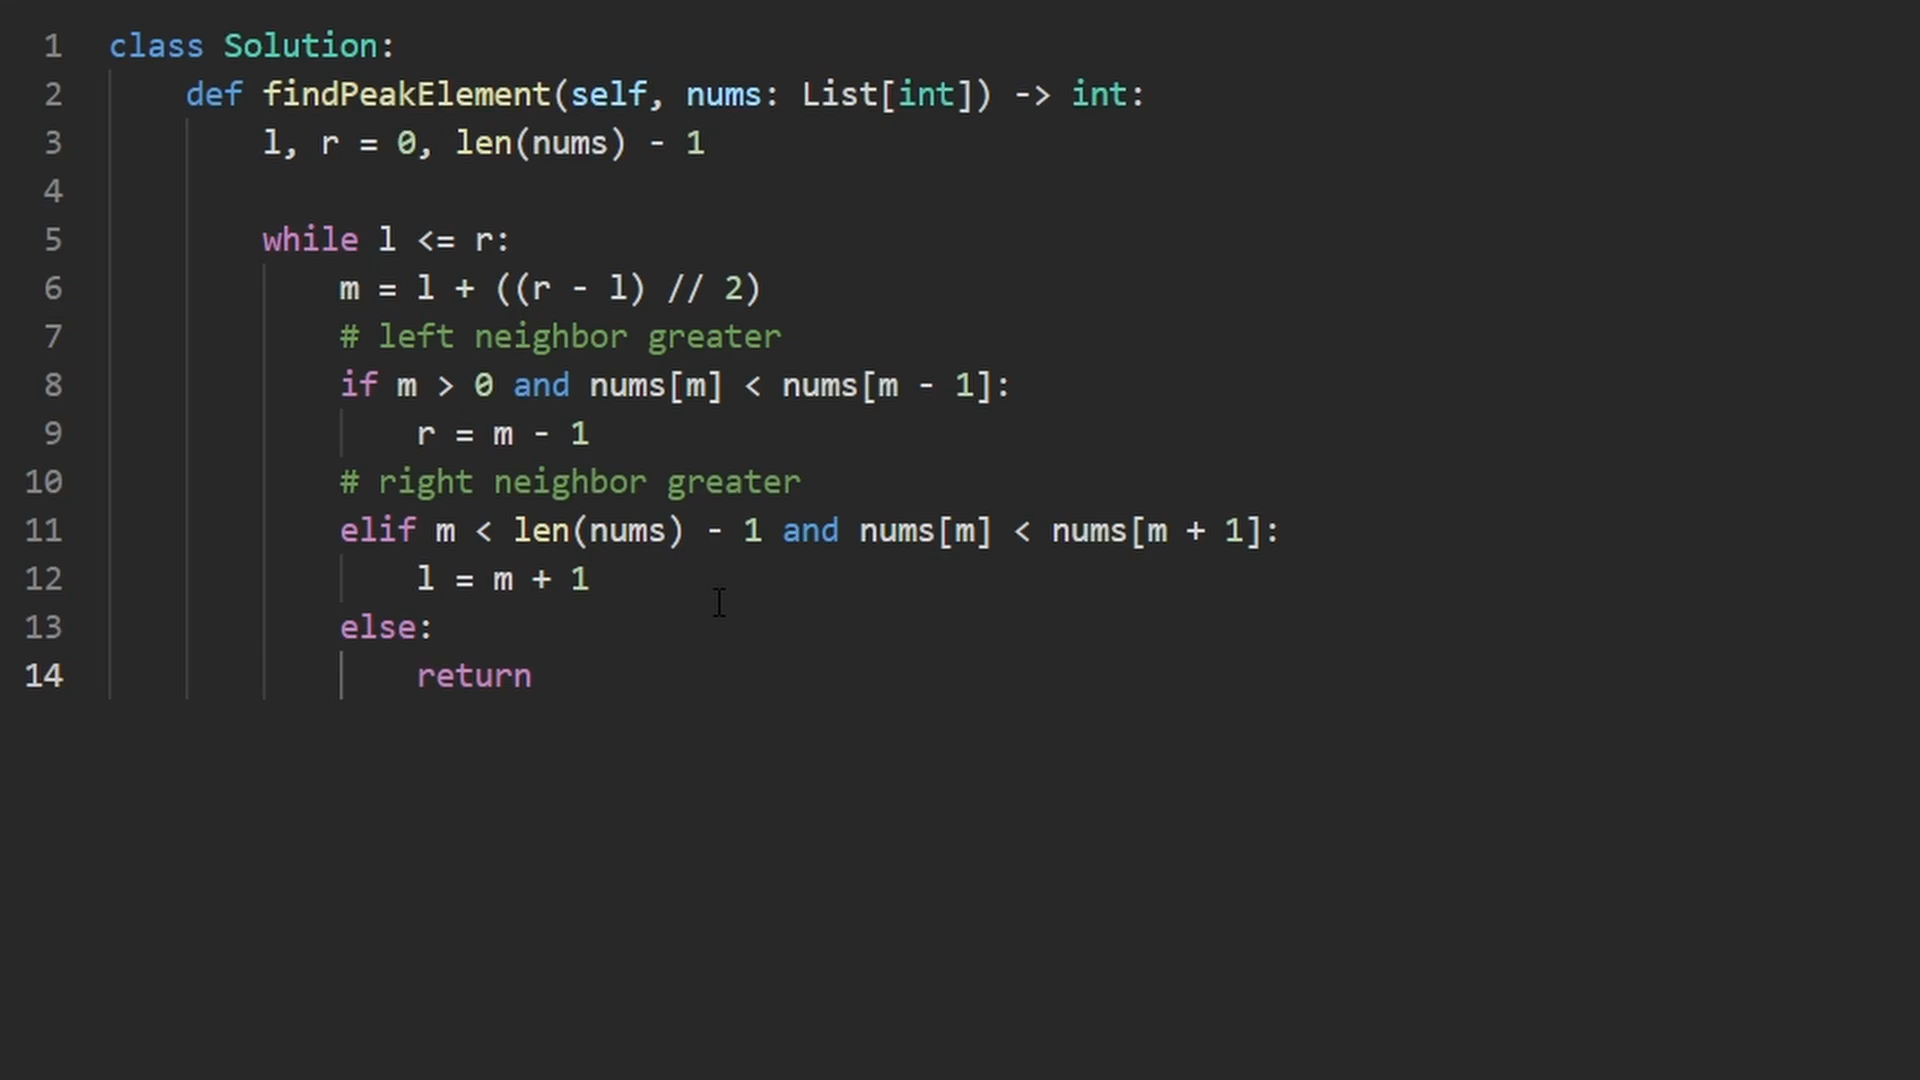 1 class Solution:
2 def findPeakElement(self, nums: List[int]) -> int:
3 l, r = 0, len(nums) - 1
4
5 while l <= r:
6 m = l + ((r - l) // 2)
7 # left neighbor greater
8 if m > 0 and nums[m] < nums[m - 1]:
9 r = m - 1
10 # right neighbor greater
11 elif m < len(nums) - 1 and nums[m] < nums[m + 1]:
12 l = m + 1
13 else:
14 return